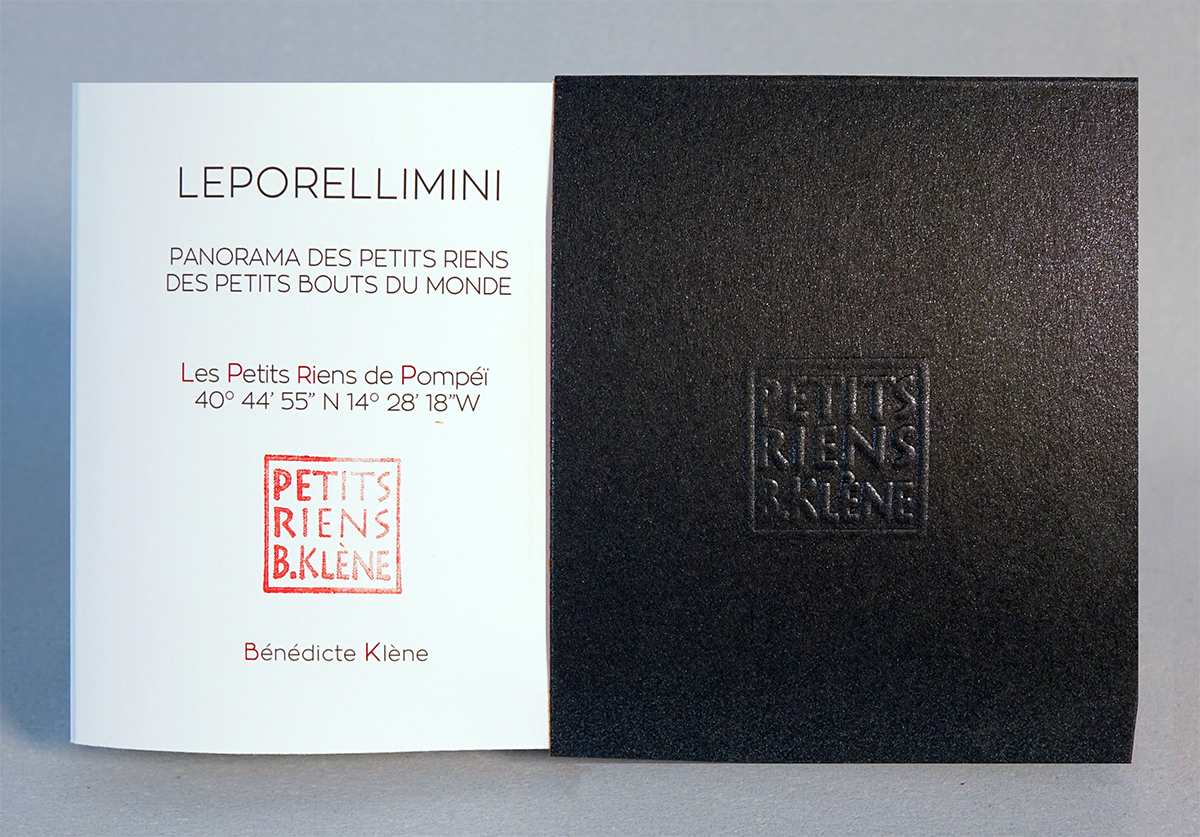 LEPORELLIMINI
PANORAMA DES PETITS RIENS
DES PETITS BOUTS DU MONDE
Les Petits Riens de Pompéï
40° 44' 55" N 14° 28' 18"W
PETITS
RIENS
B.KLÈNE
Bénédicte Klène
PETITS
RIENS
B.KLÈNE